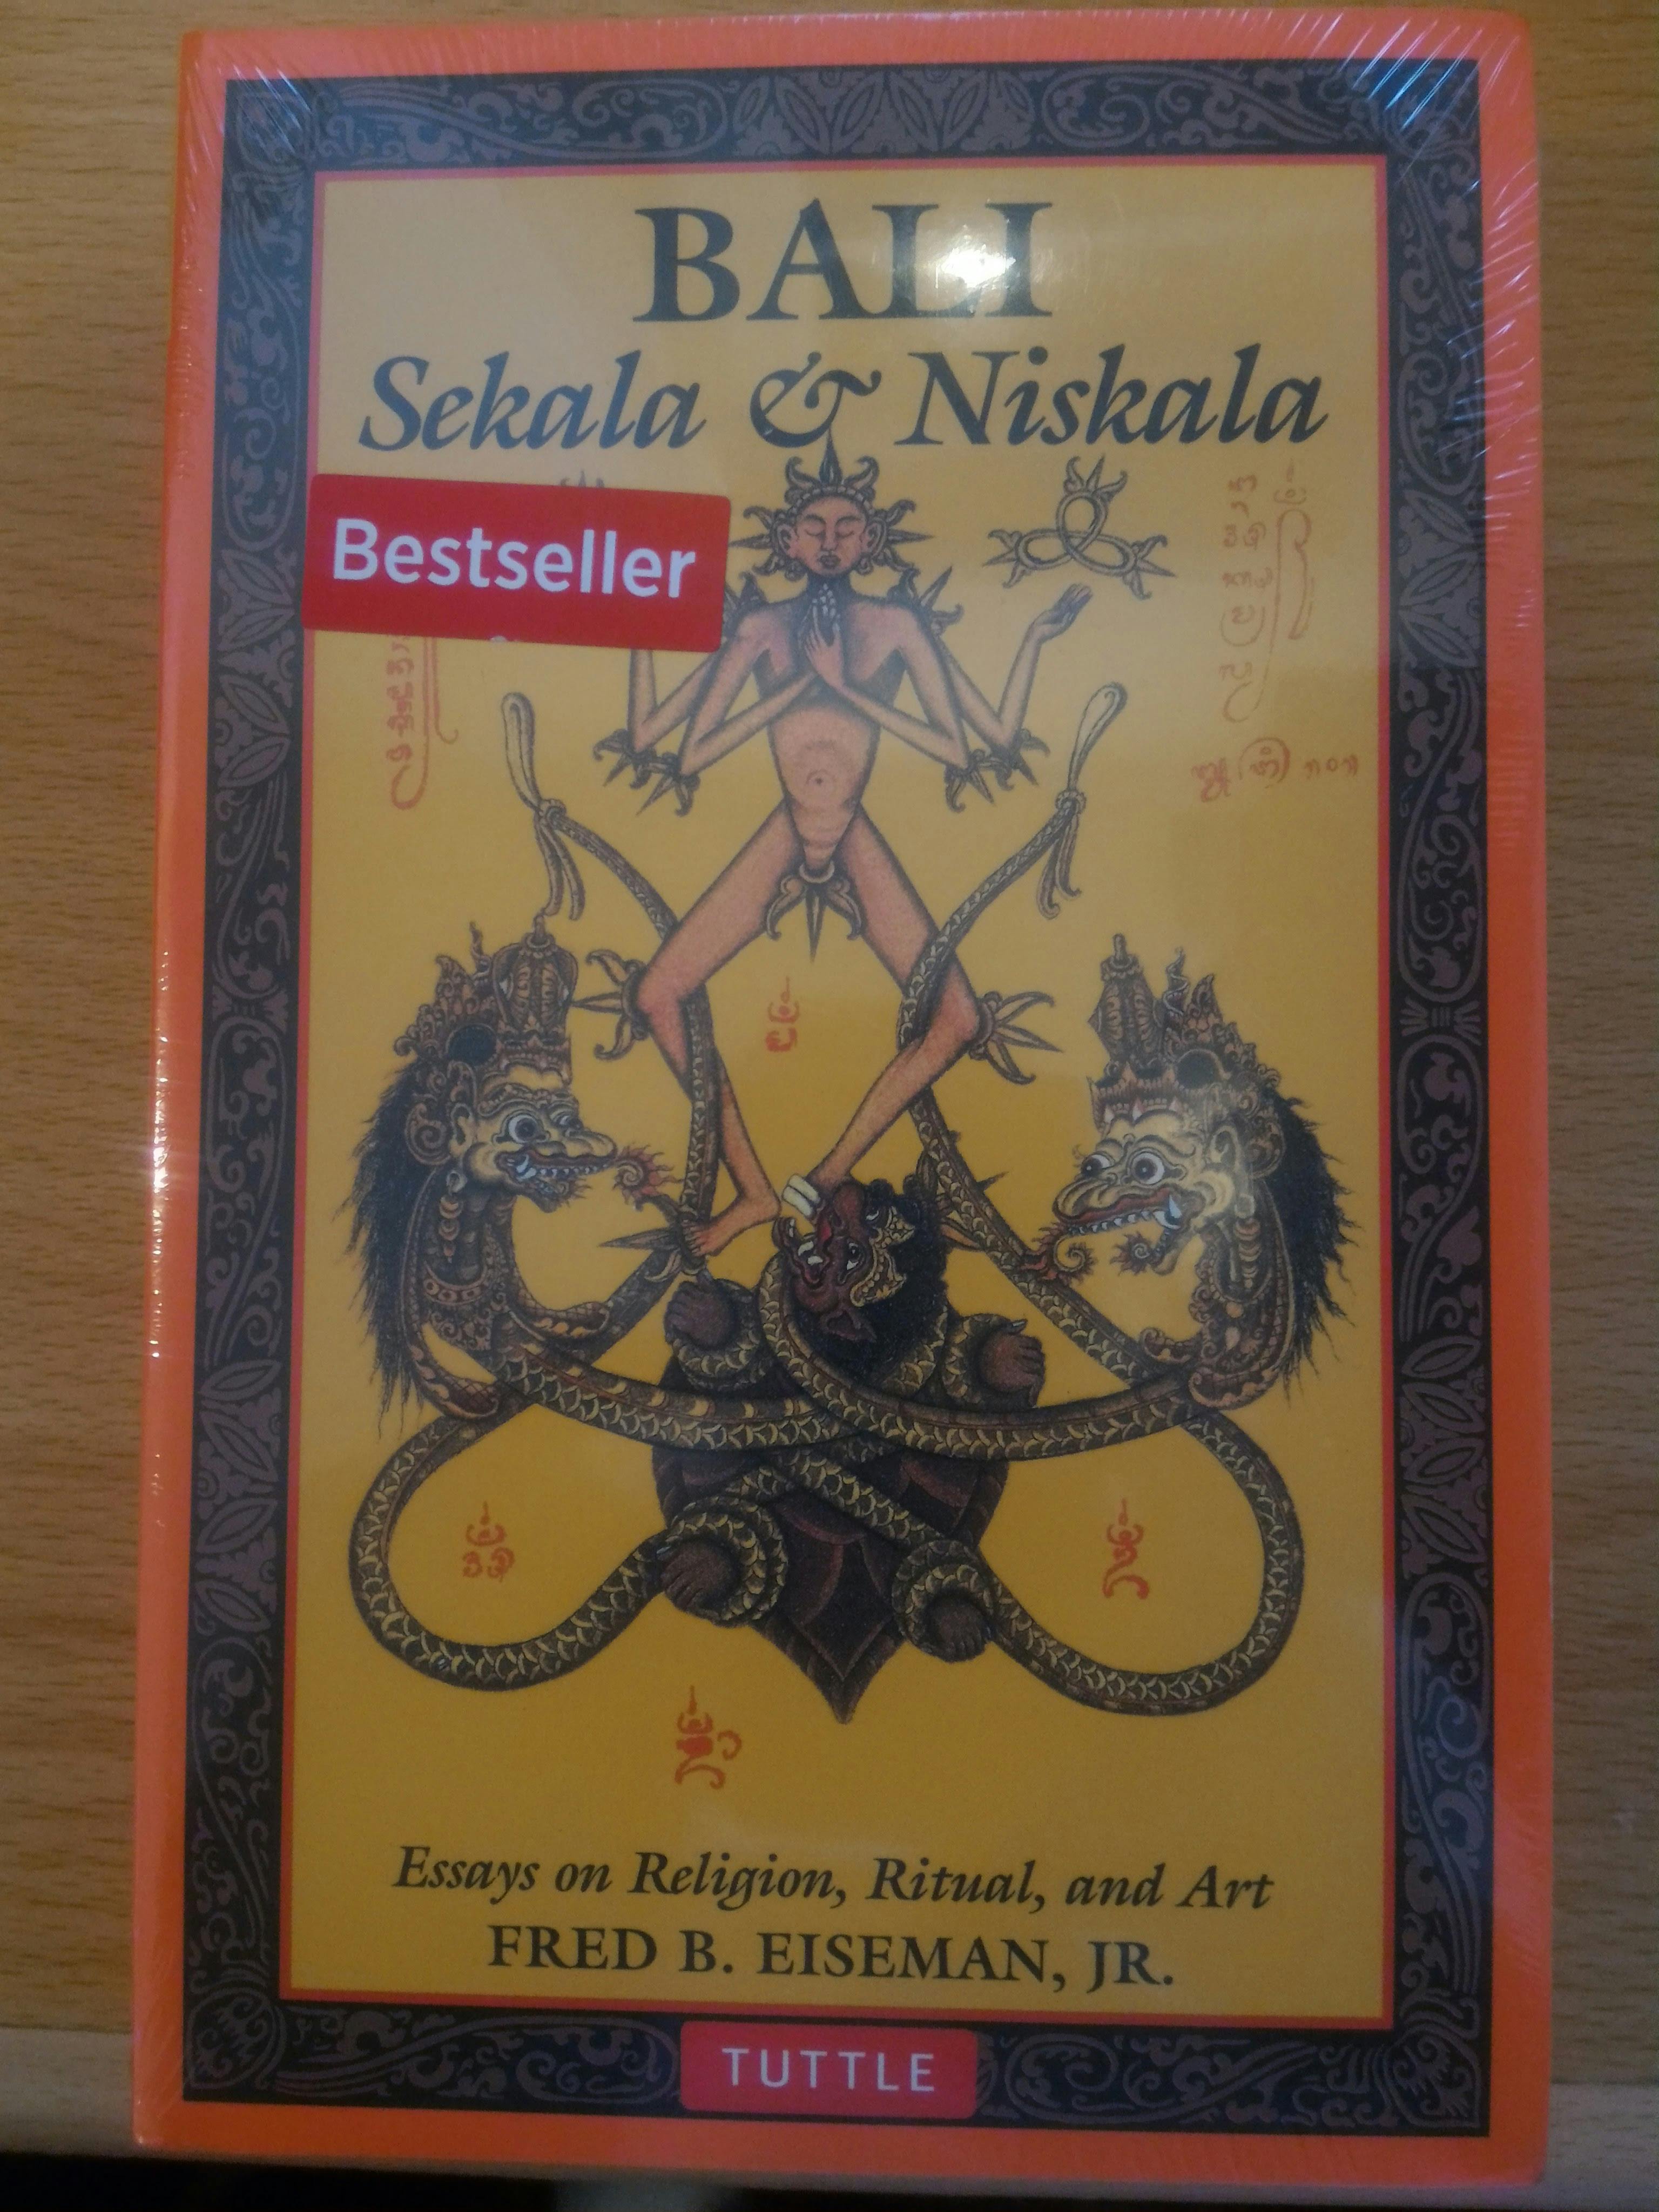 BALI
Sekala & Niskala
Bestseller
Essays on Religion, Ritual, and Art
FRED B. EISEMAN, JR.
TUTTLE